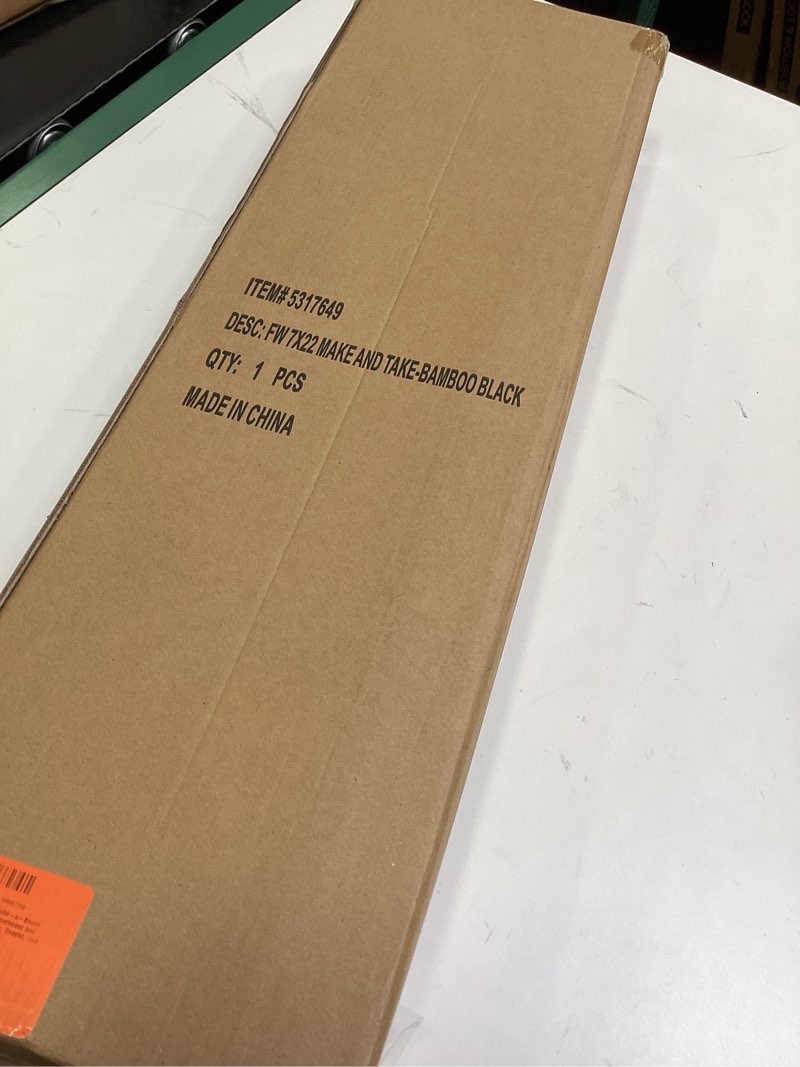 ITEM# 5317649
DESC: FW 7X22 MAKE AND TAKE-BAMBOO BLACK
QTY: 1 PCS
MADE IN CHINA